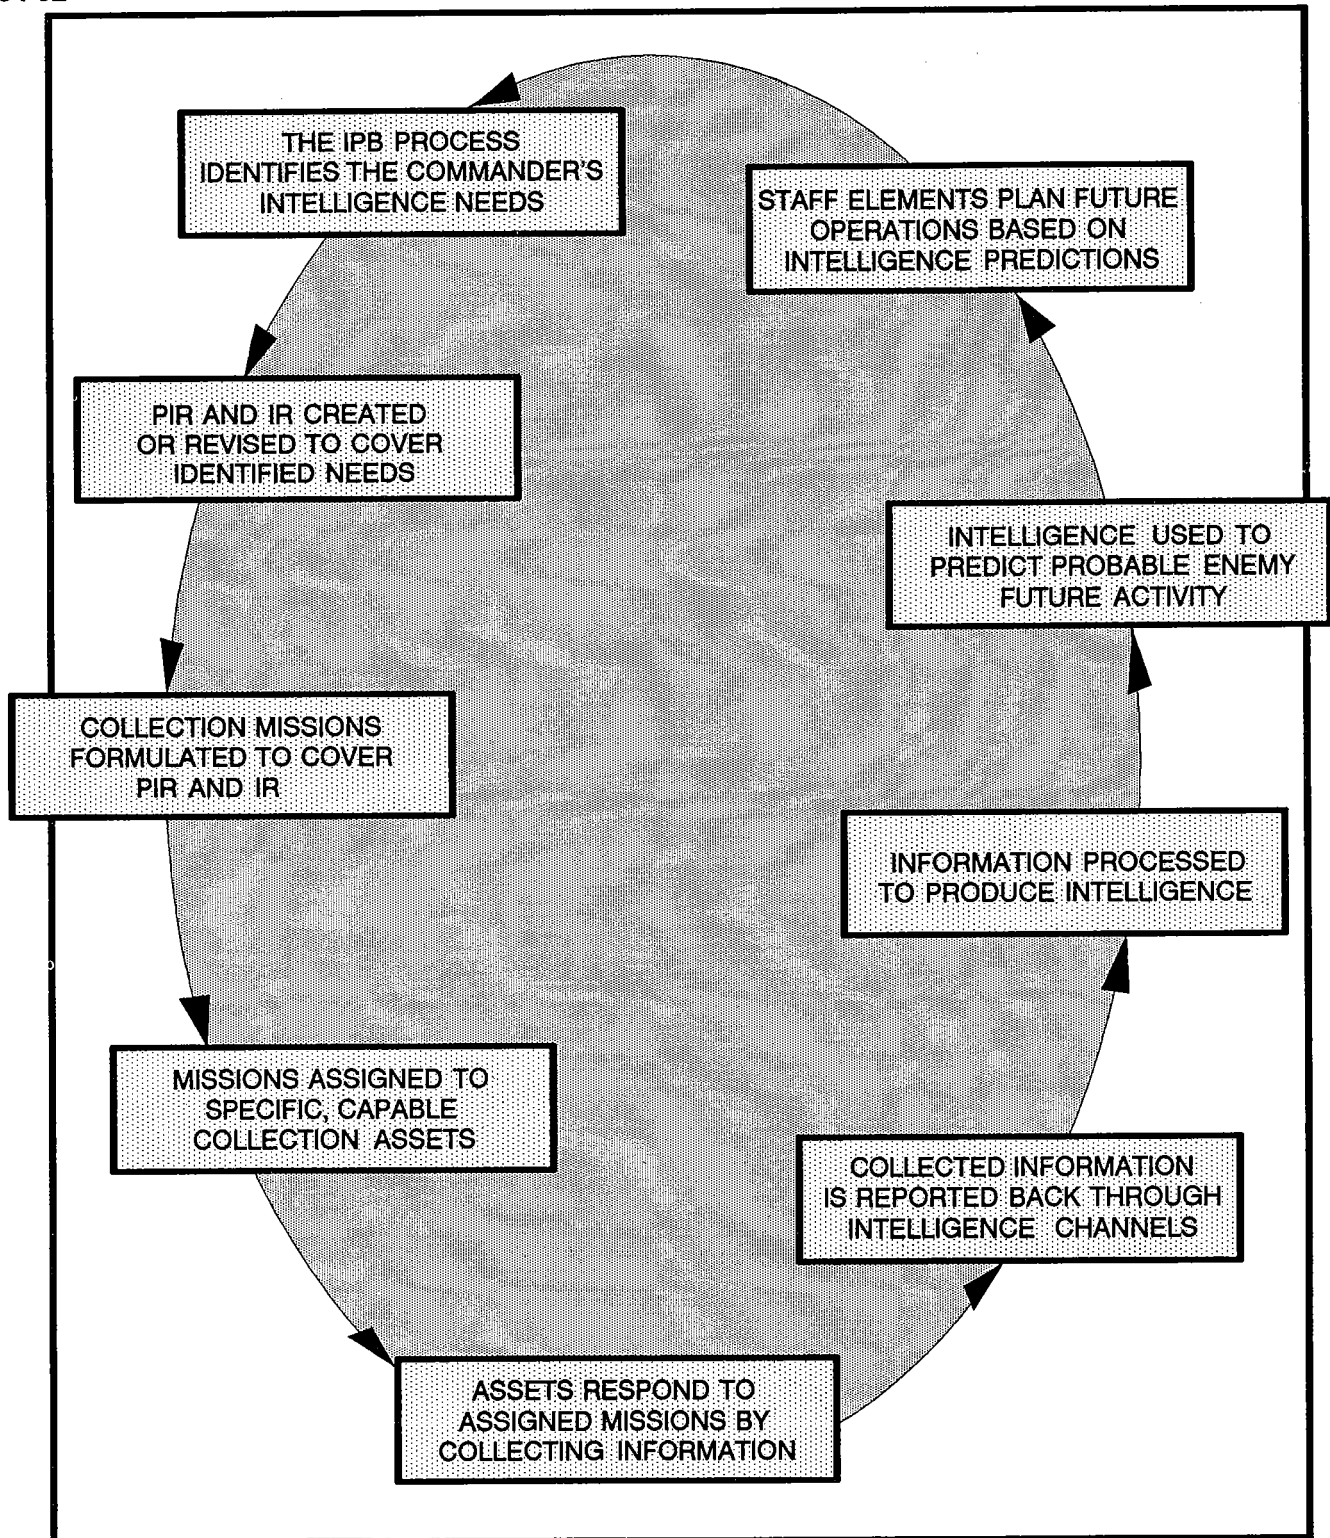 THE IPB PROCESS
IDENTIFIES THE COMMANDER'S
INTELLIGENCE NEEDS
STAFF ELEMENTS PLAN FUTURE
OPERATIONS BASED ON
INTELLIGENCE PREDICTIONS
PIR AND IR CREATED
OR REVISED TO COVER
IDENTIFIED NEEDS
INTELLIGENCE USED TO
PREDICT PROBABLE ENEMY
FUTURE ACTIVITY
COLLECTION MISSIONS
FORMULATED TO COVER
PIR AND IR
INFORMATION PROCESSED
TO PRODUCE INTELLIGENCE
MISSIONS ASSIGNED TO
SPECIFIC, CAPABLE
COLLECTION ASSETS
COLLECTED INFORMATION
IS REPORTED BACK THROUGH
INTELLIGENCE CHANNELS
ASSETS RESPOND TO
ASSIGNED MISSIONS BY
COLLECTING INFORMATION